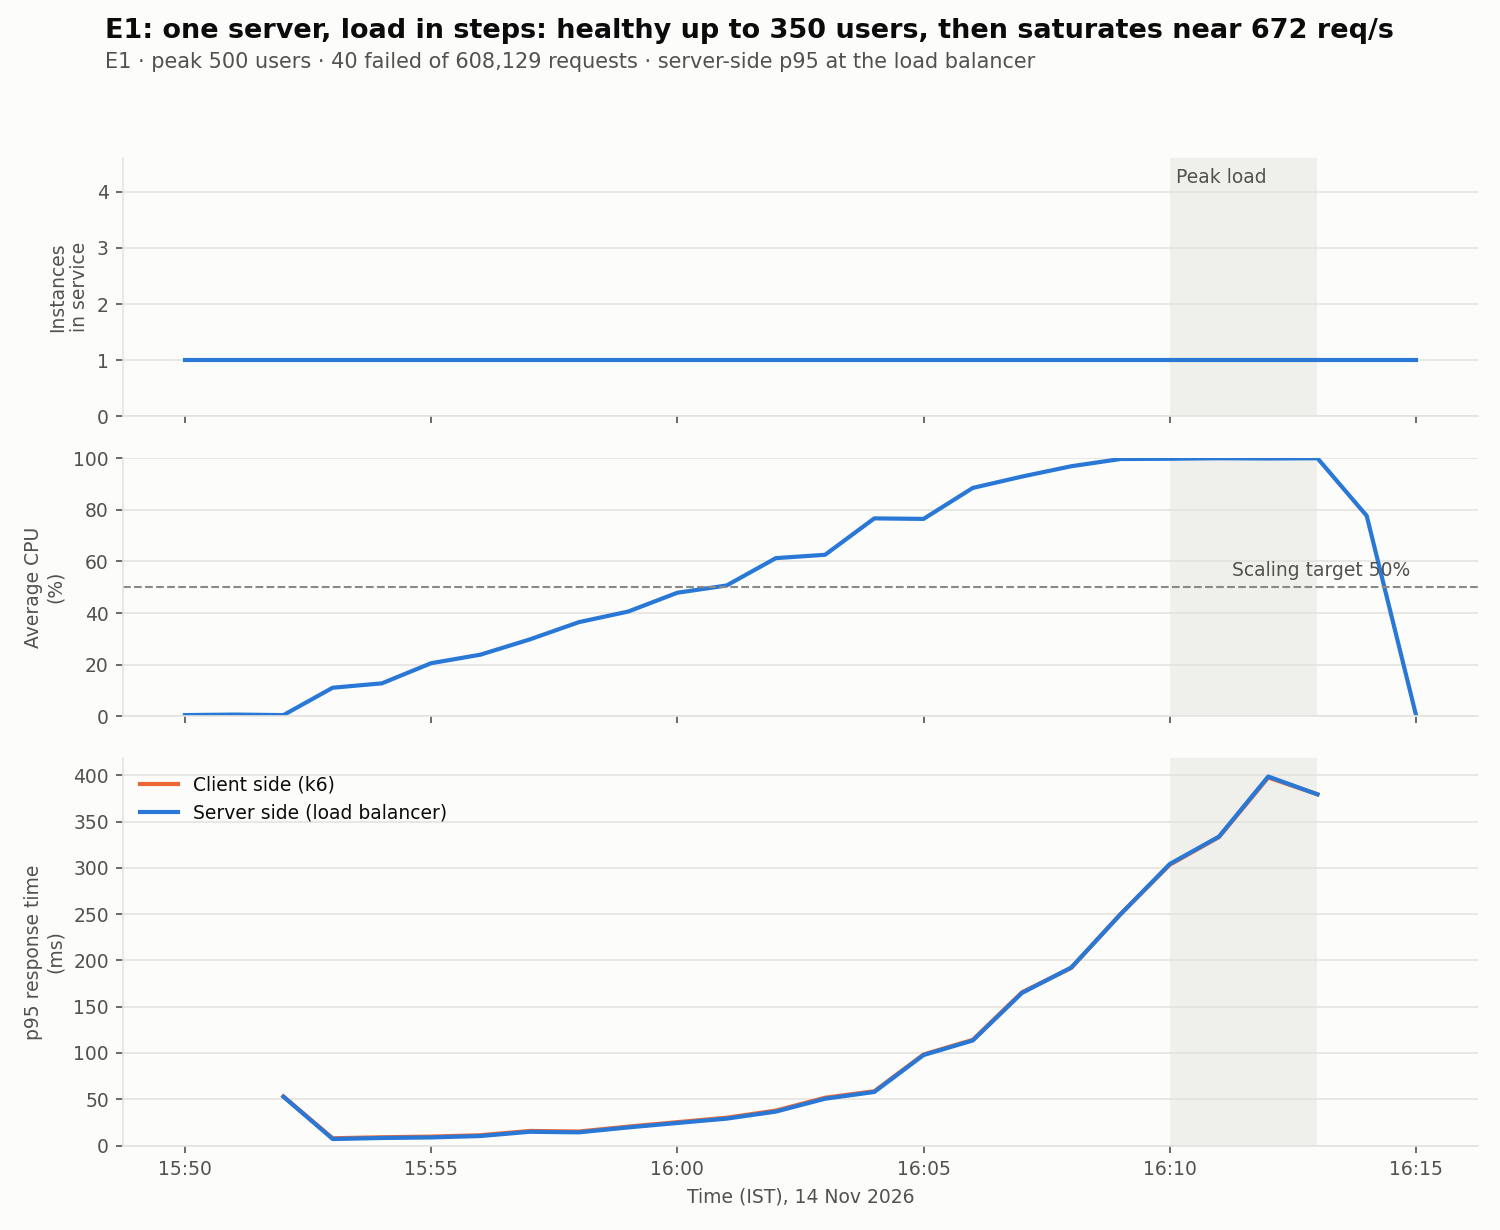 E1: one server, load in steps: healthy up to 350 users, then saturates near 672 req/s
E1 · peak 500 users · 40 failed of 608,129 requests · server-side p95 at the load balancer
Instances
in service
4
3
2
1
0
Peak load
Average CPU
(%)
100
80
60
40
20
0
Scaling target 50%
p95 response time
(ms)
400
350
300
250
200
150
100
50
0
Client side (k6)
Server side (load balancer)
15:50
15:55
16:00
16:05
16:10
16:15
Time (IST), 14 Nov 2026